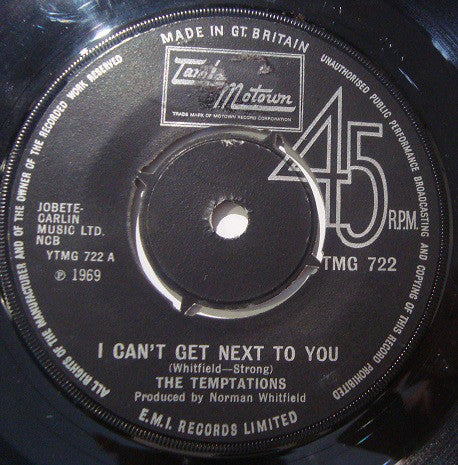 MADE IN GT. BRITAIN
UNAUTHORISED PUBLIC PERFORMANCE BROADCASTING AND COPYING OF THIS RECORD PROHIBITED
ALL RIGHTS OF THE MANUFACTURER AND OF THE OWNER OF THE RECORDED WORK RESERVED
Tamla
Motown
TRADE MARK OF MOTOWN RECORD CORPORATION
45 R.P.M.
JOBETE-
CARLIN
MUSIC LTD.
NCB
YTMG 722 A
℗ 1969
TMG 722
I CAN'T GET NEXT TO YOU
(Whitfield—Strong)
THE TEMPTATIONS
Produced by Norman Whitfield
E.M.I. RECORDS LIMITED